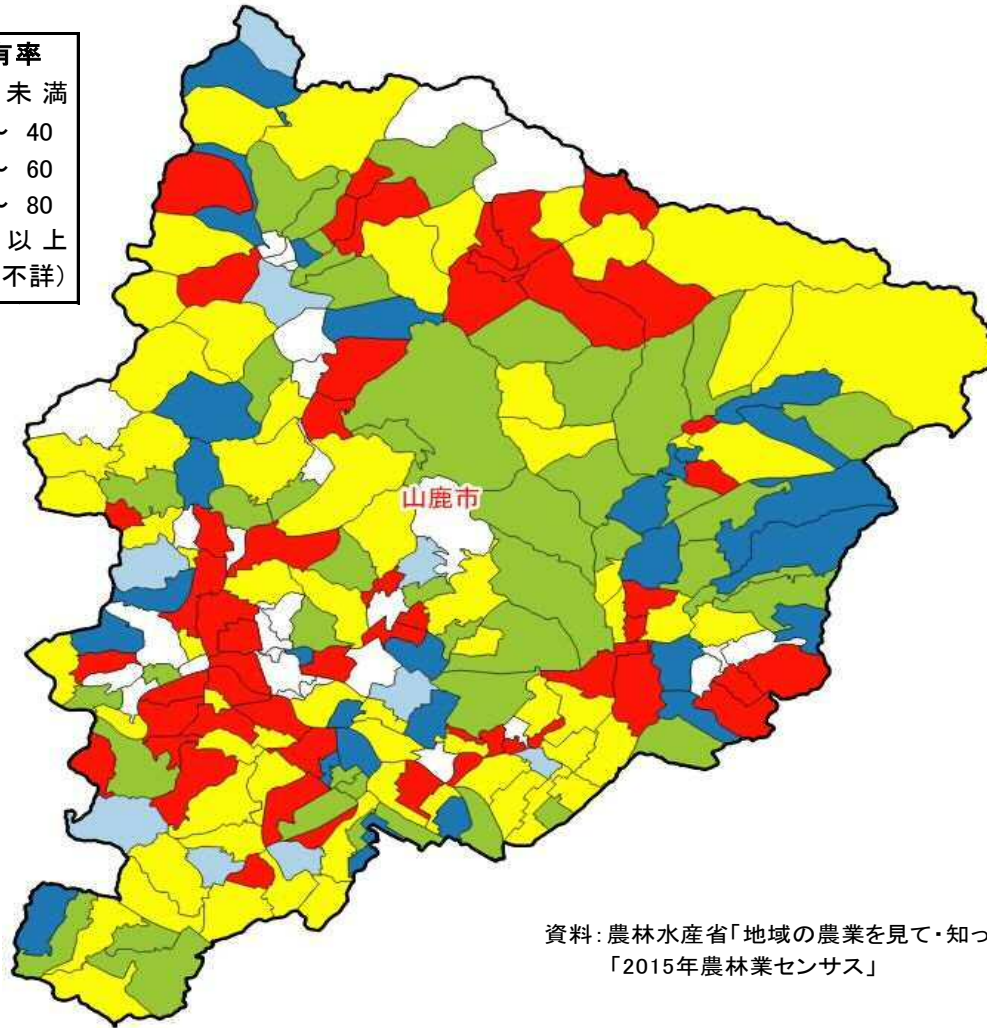 有率
未満
～ 40
～ 60
～ 80
以上
不詳）
山鹿市
資料：農林水産省「地域の農業を見て・知っ
「2015年農林業センサス」